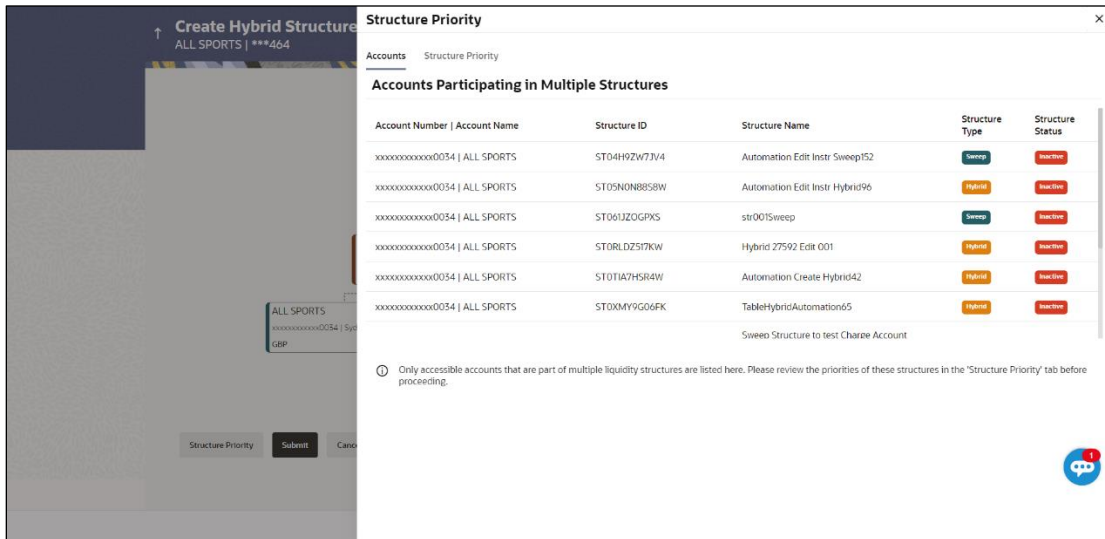 Create Hybrid Structure
ALL SPORTS | ***464
Structure Priority
Accounts Structure Priority
Accounts Participating in Multiple Structures
Account Number | Account Name Structure ID Structure Name Structure Type Structure Status
xxxxxxxxxxxx0034 | ALL SPORTS ST04H9ZW7JV4 Automation Edit Instr Sweep152 Sweep Inactive
xxxxxxxxxxxx0034 | ALL SPORTS ST05N0N88S8W Automation Edit Instr Hybrid96 Hybrid Inactive
xxxxxxxxxxxx0034 | ALL SPORTS ST061JZOGPXS str001Sweep Sweep Inactive
xxxxxxxxxxxx0034 | ALL SPORTS ST0RLDZ517KW Hybrid 27592 Edit 001 Hybrid Inactive
xxxxxxxxxxxx0034 | ALL SPORTS ST0TIA7HSR4W Automation Create Hybrid42 Hybrid Inactive
xxxxxxxxxxxx0034 | ALL SPORTS ST0XMY9G06FK TableHybridAutomation65 Hybrid Inactive
Sweep Structure to test Charge Account
Only accessible accounts that are part of multiple liquidity structures are listed here. Please review the priorities of these structures in the 'Structure Priority' tab before
proceeding.
ALL SPORTS
xxxxxxxxxxxx0034 | Syd
GBP
Structure Priority Submit Canc
1